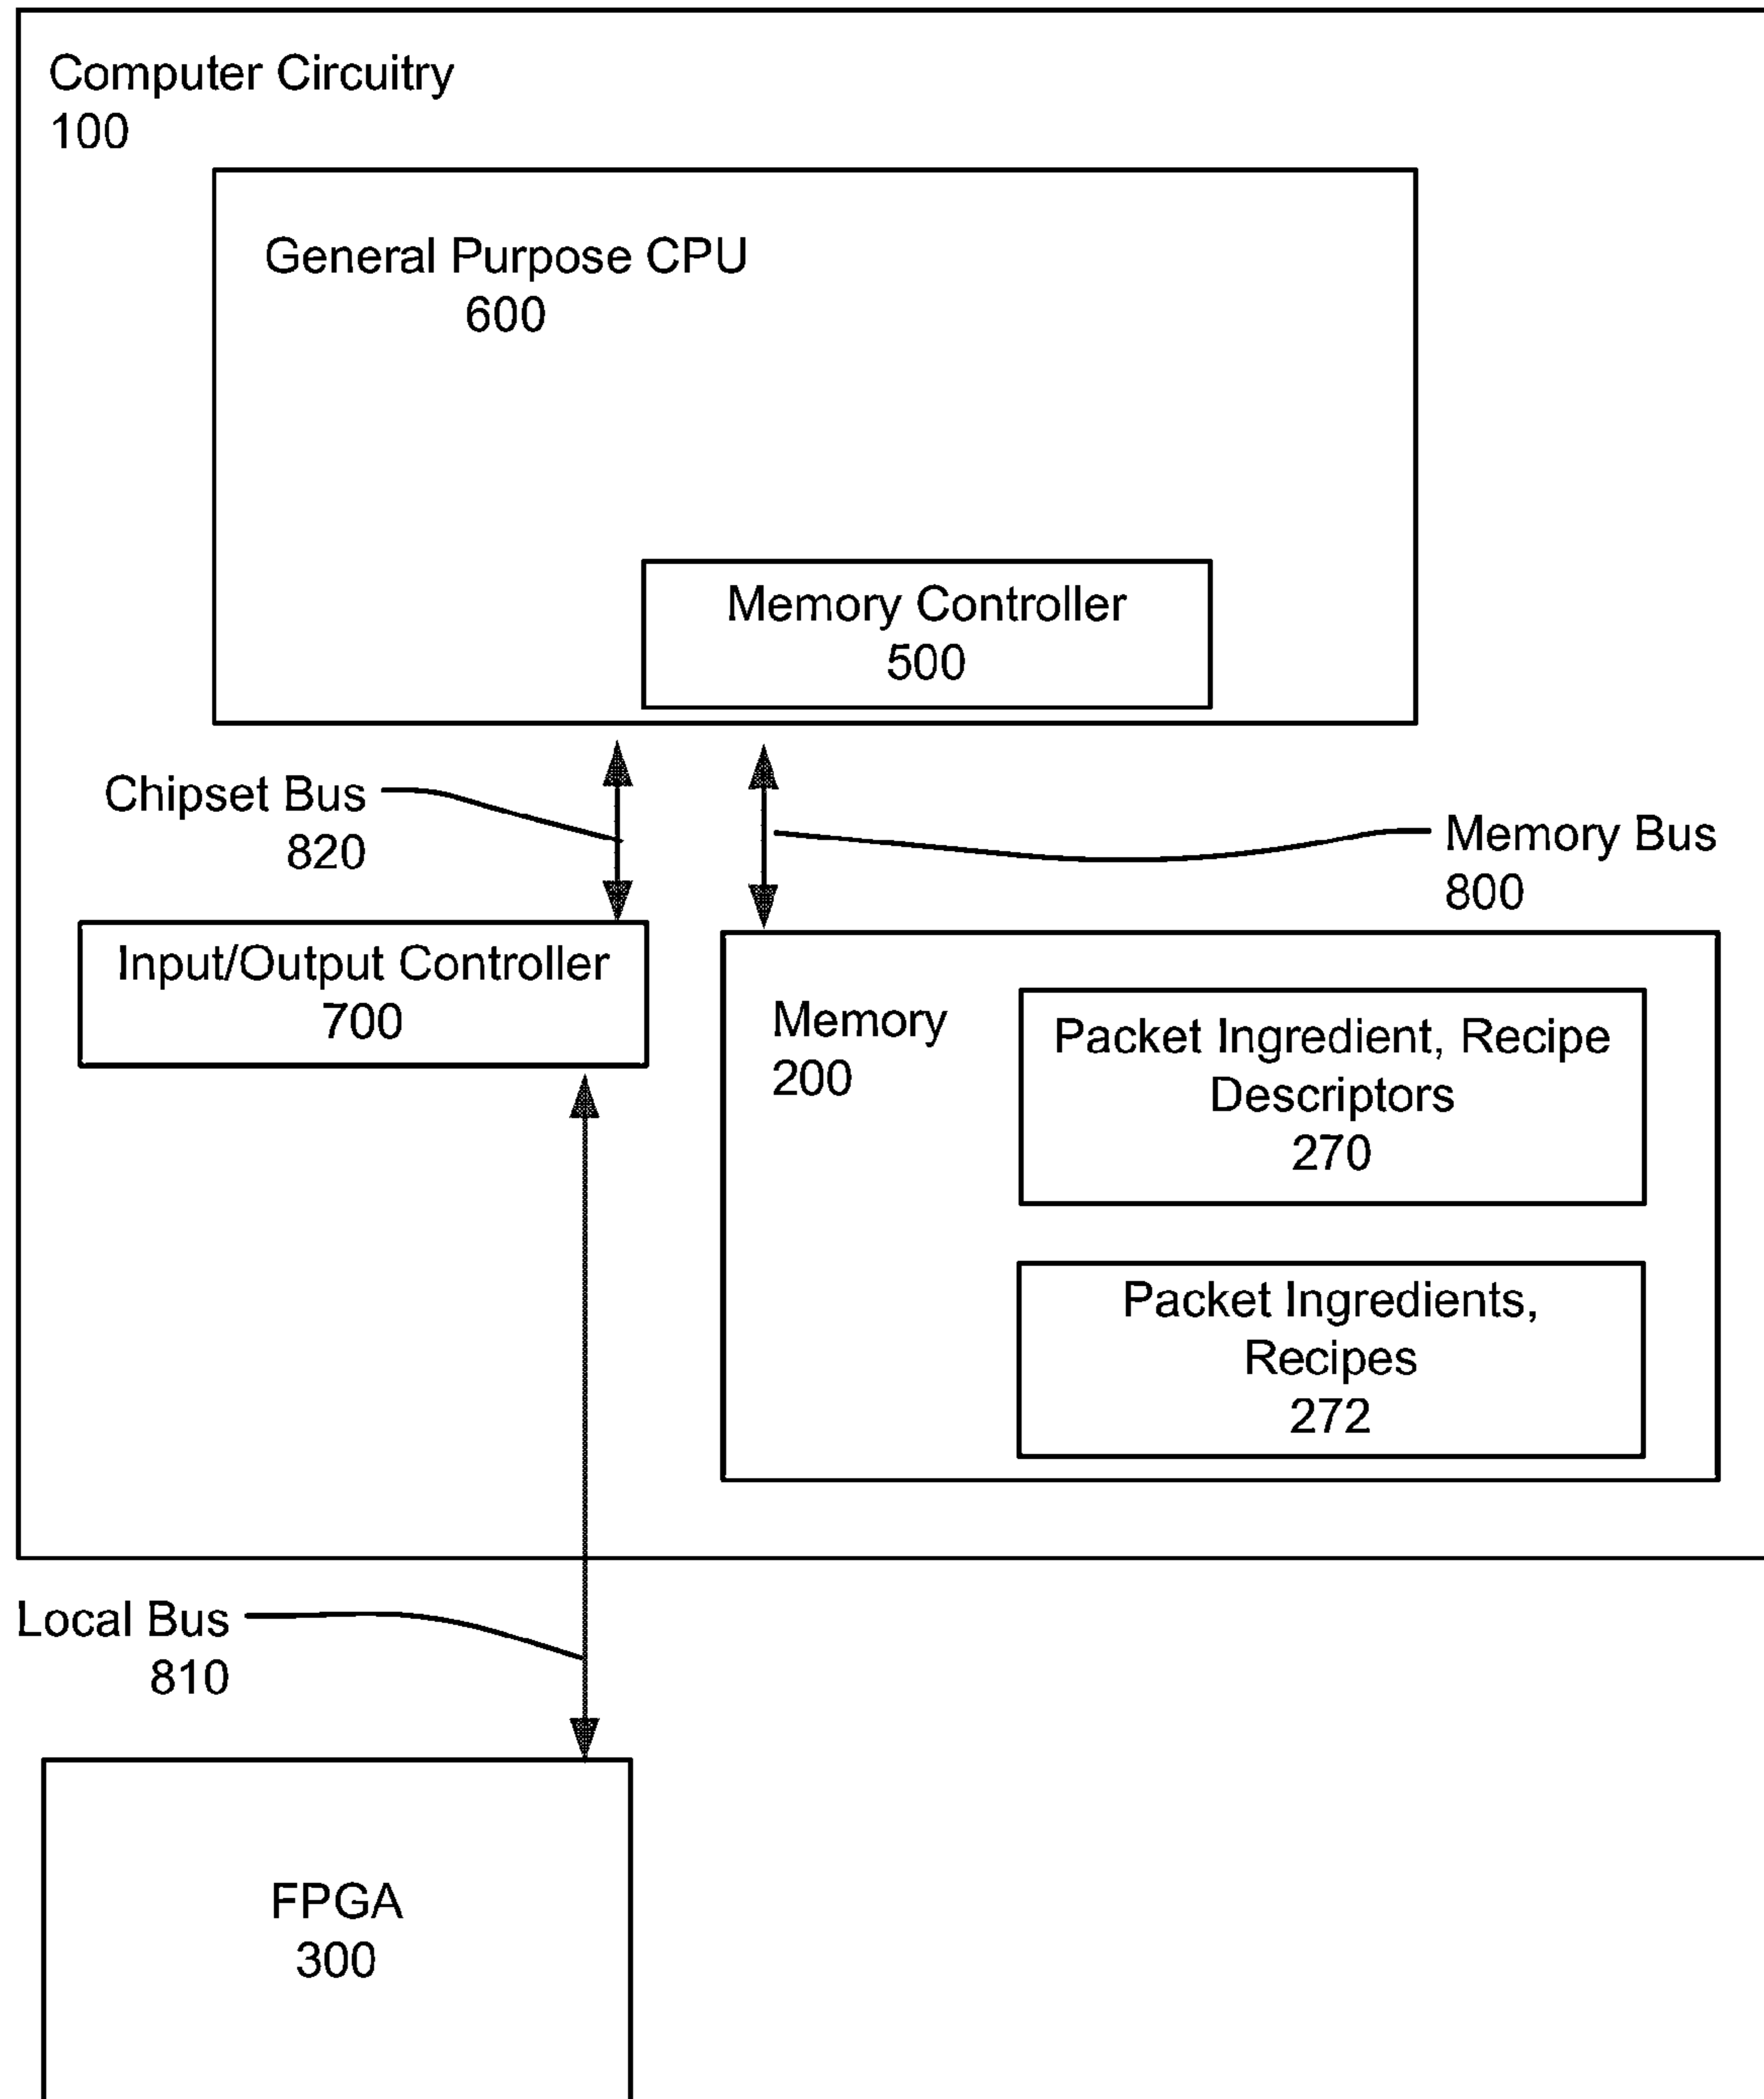 Computer Circuitry
100
General Purpose CPU
600
Memory Controller
500
Chipset Bus
820
Memory Bus
800
Input/Output Controller
700
Memory
200
Packet Ingredient, Recipe
Descriptors
270
Packet Ingredients,
Recipes
272
Local Bus
810
FPGA
300